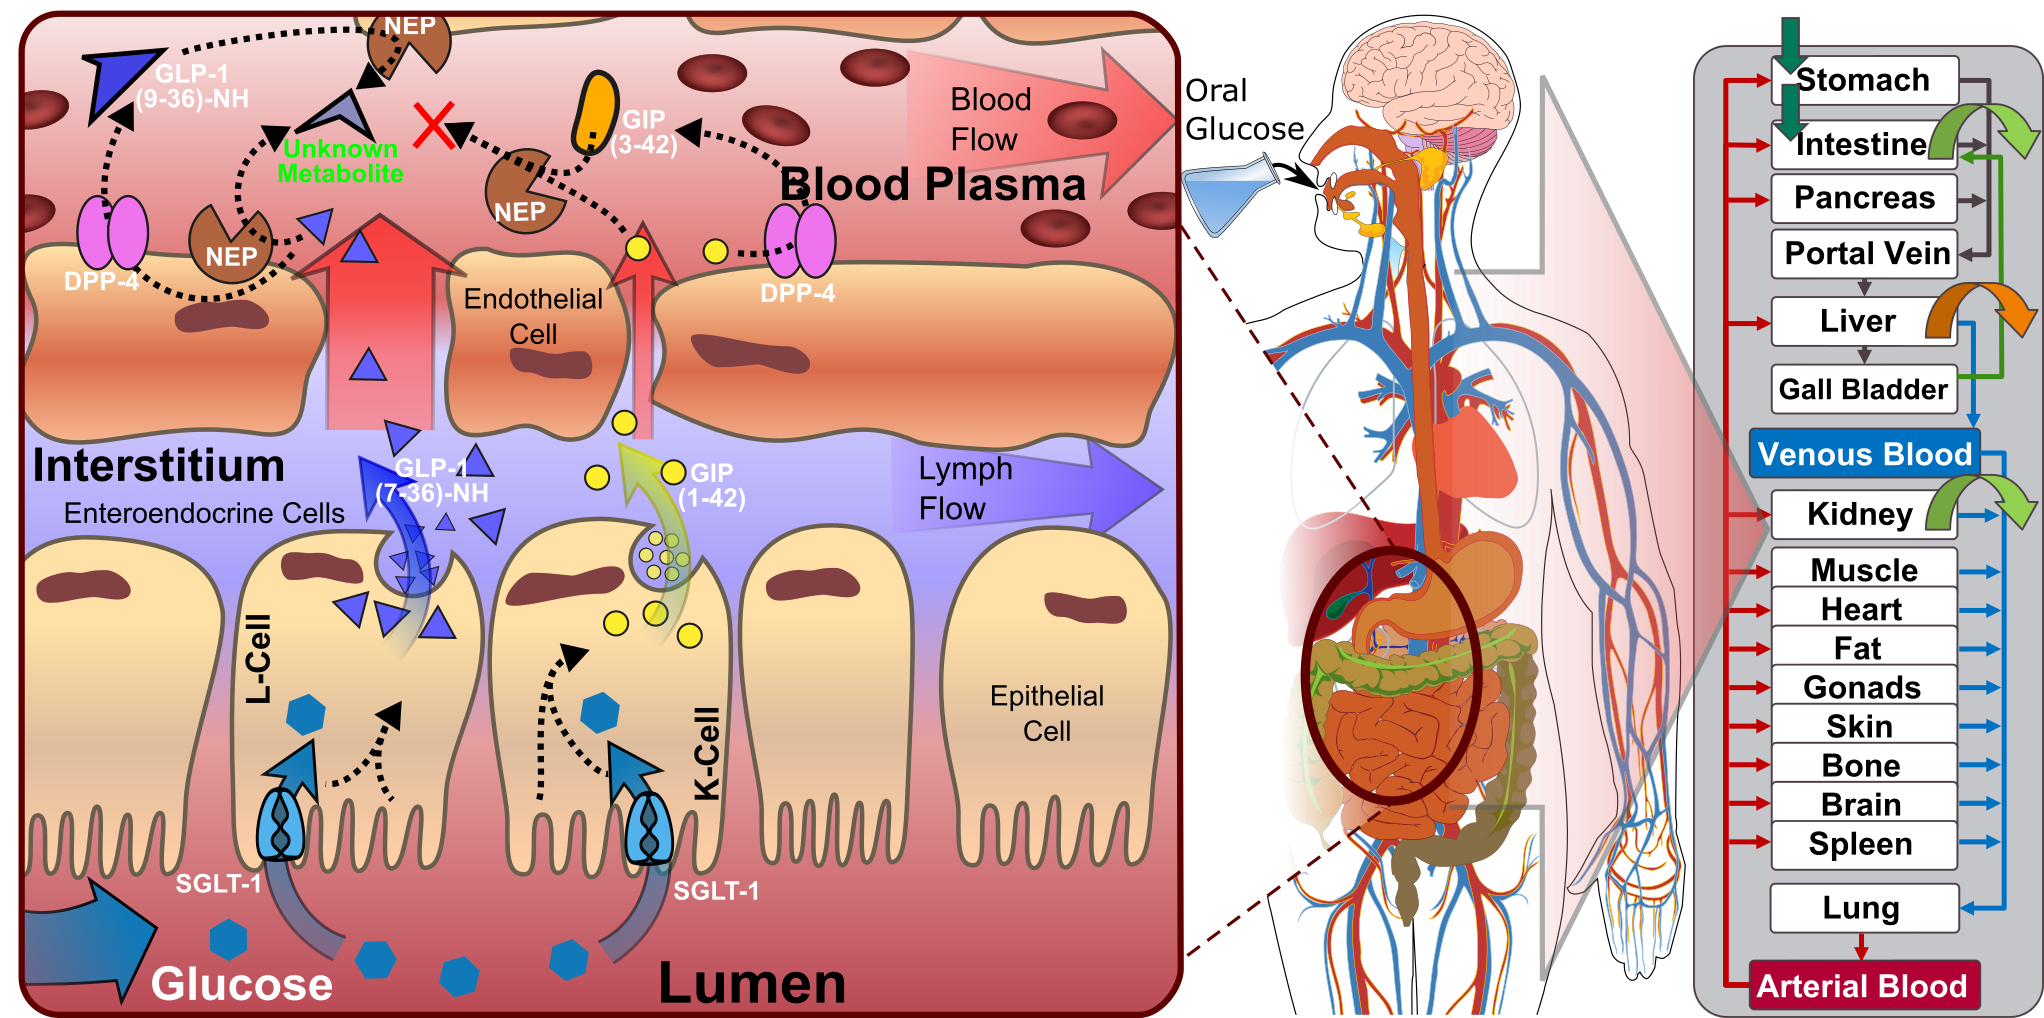 NEP
GLP-1
(9-36)-NH
Unknown
Metabolite
GIP
(3-42)
Blood
Flow
Blood Plasma
NEP
NEP
DPP-4
DPP-4
Endothelial
Cell
Interstitium
Enteroendocrine Cells
GLP-1
(7-36)-NH
GIP
(1-42)
Lymph
Flow
L-Cell
K-Cell
Epithelial
Cell
SGLT-1
SGLT-1
Glucose
Lumen
Oral
Glucose
Stomach
Intestine
Pancreas
Portal Vein
Liver
Gall Bladder
Venous Blood
Kidney
Muscle
Heart
Fat
Gonads
Skin
Bone
Brain
Spleen
Lung
Arterial Blood